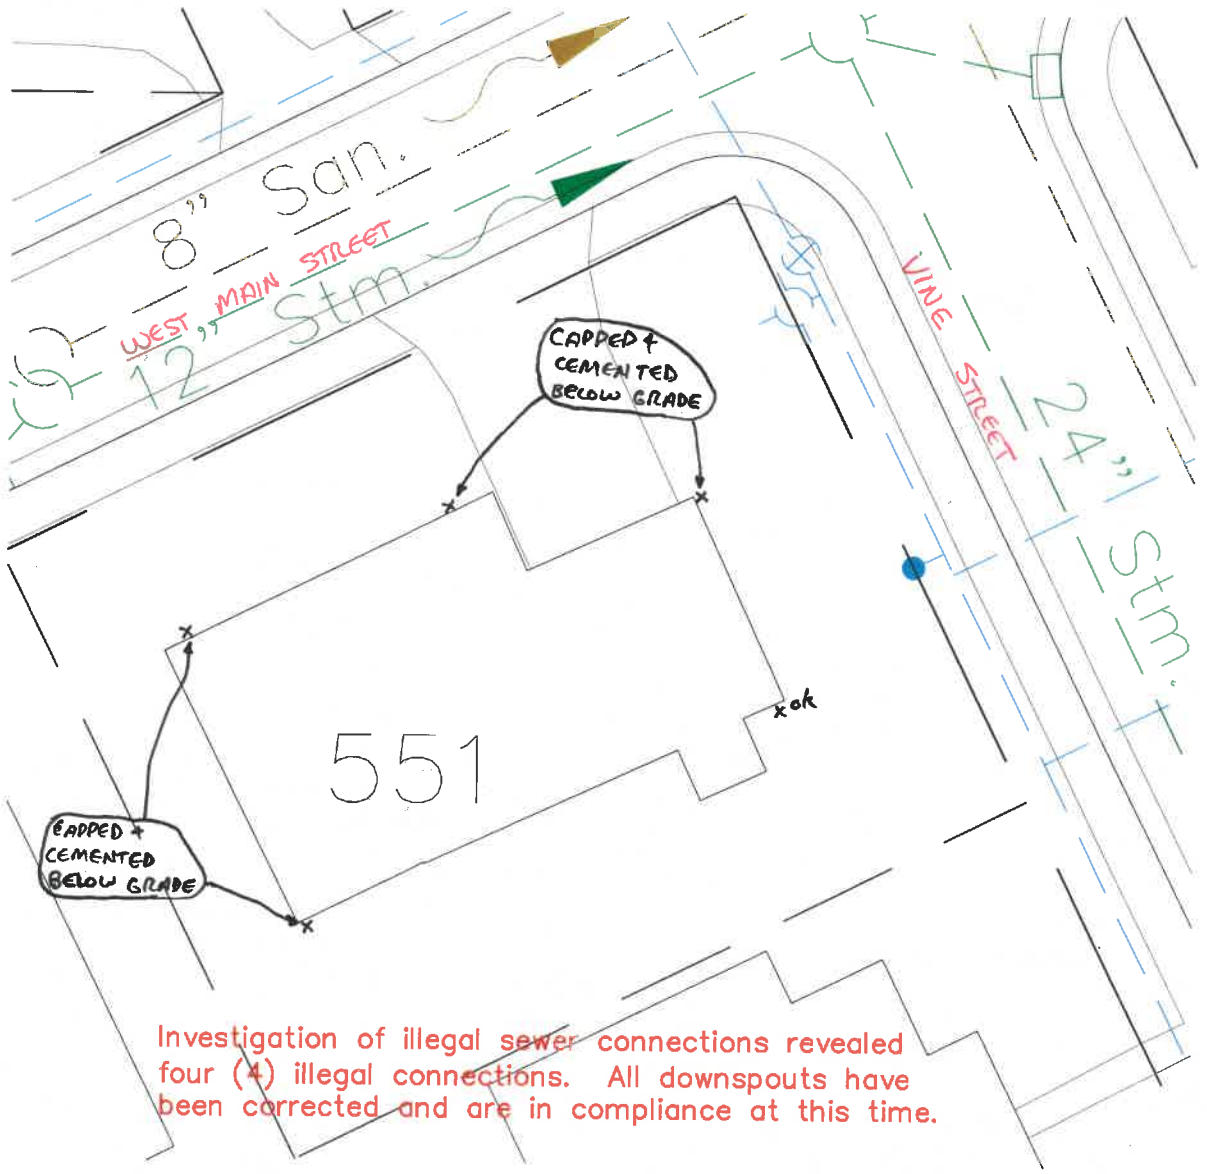 8" San.
WEST MAIN STREET
12" Stm.
VINE STREET
24" Stm.
CAPPED &
CEMENTED
BELOW GRADE
ok
551
CAPPED &
CEMENTED
BELOW GRADE
Investigation of illegal sewer connections revealed
four (4) illegal connections. All downspouts have
been corrected and are in compliance at this time.